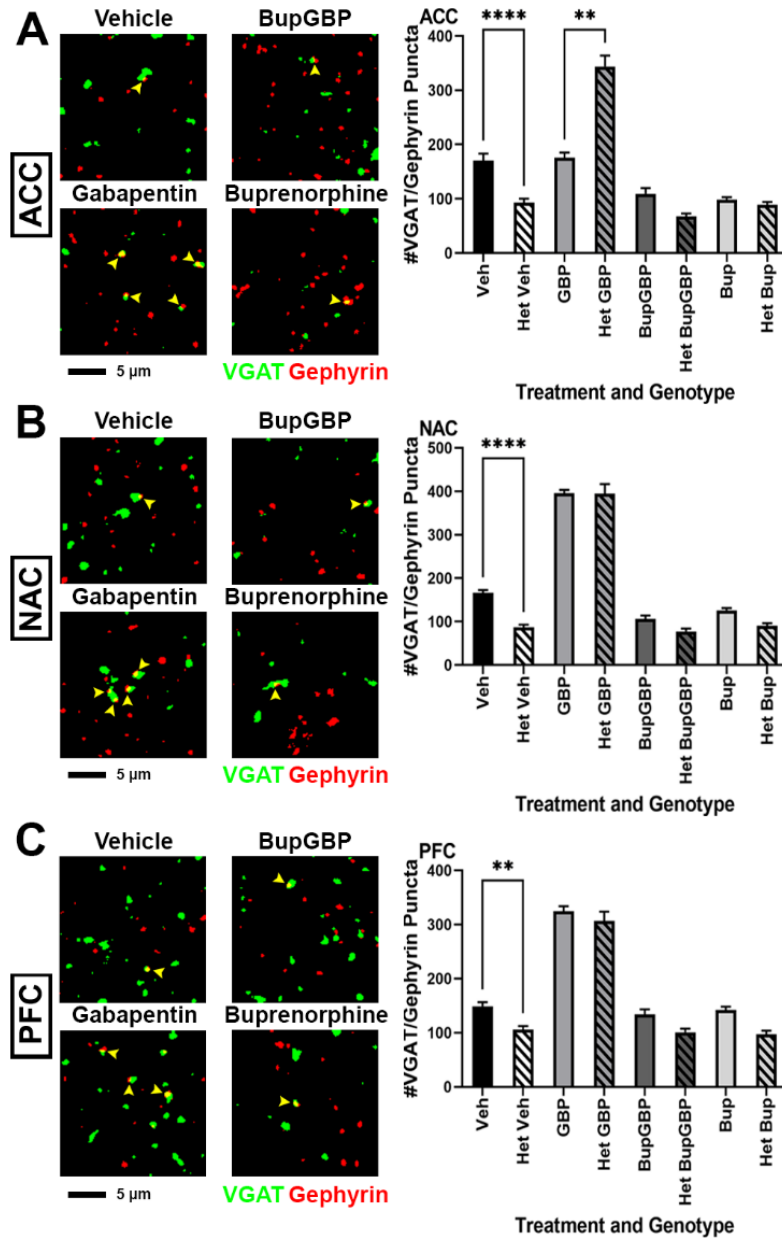 A
Vehicle
BupGBP
ACC
Gabapentin
Buprenorphine
5 µm
VGAT Gephyrin
ACC
**** **
#VGAT/Gephyrin Puncta
400
300
200
100
0
Veh
Het Veh
GBP
Het GBP
BupGBP
Het BupGBP
Bup
Het Bup
Treatment and Genotype
B
Vehicle
BupGBP
NAC
Gabapentin
Buprenorphine
5 µm
VGAT Gephyrin
NAC
****
#VGAT/Gephyrin Puncta
500
400
300
200
100
0
Veh
Het Veh
GBP
Het GBP
BupGBP
Het BupGBP
Bup
Het Bup
Treatment and Genotype
C
Vehicle
BupGBP
PFC
Gabapentin
Buprenorphine
5 µm
VGAT Gephyrin
PFC
**
#VGAT/Gephyrin Puncta
400
300
200
100
0
Veh
Het Veh
GBP
Het GBP
BupGBP
Het BupGBP
Bup
Het Bup
Treatment and Genotype